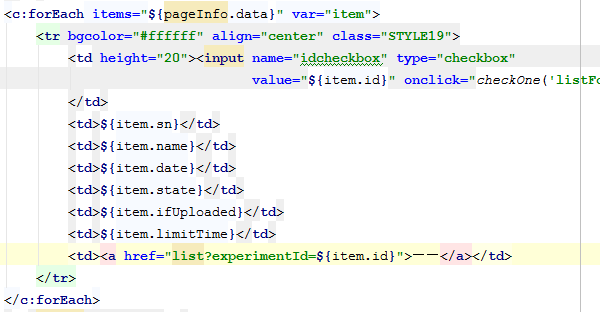 <c:forEach items="${pageInfo.data}" var="item">
<tr bgcolor="#ffffff" align="center" class="STYLE19">
<td height="20"><input name="idcheckbox" type="checkbox"
value="${item.id}" onclick="checkOne('listFo
</td>
<td>${item.sn}</td>
<td>${item.name}</td>
<td>${item.date}</td>
<td>${item.state}</td>
<td>${item.ifUploaded}</td>
<td>${item.limitTime}</td>
<td><a href="list?experimentId=${item.id}">——</a></td>
</tr>
</c:forEach>